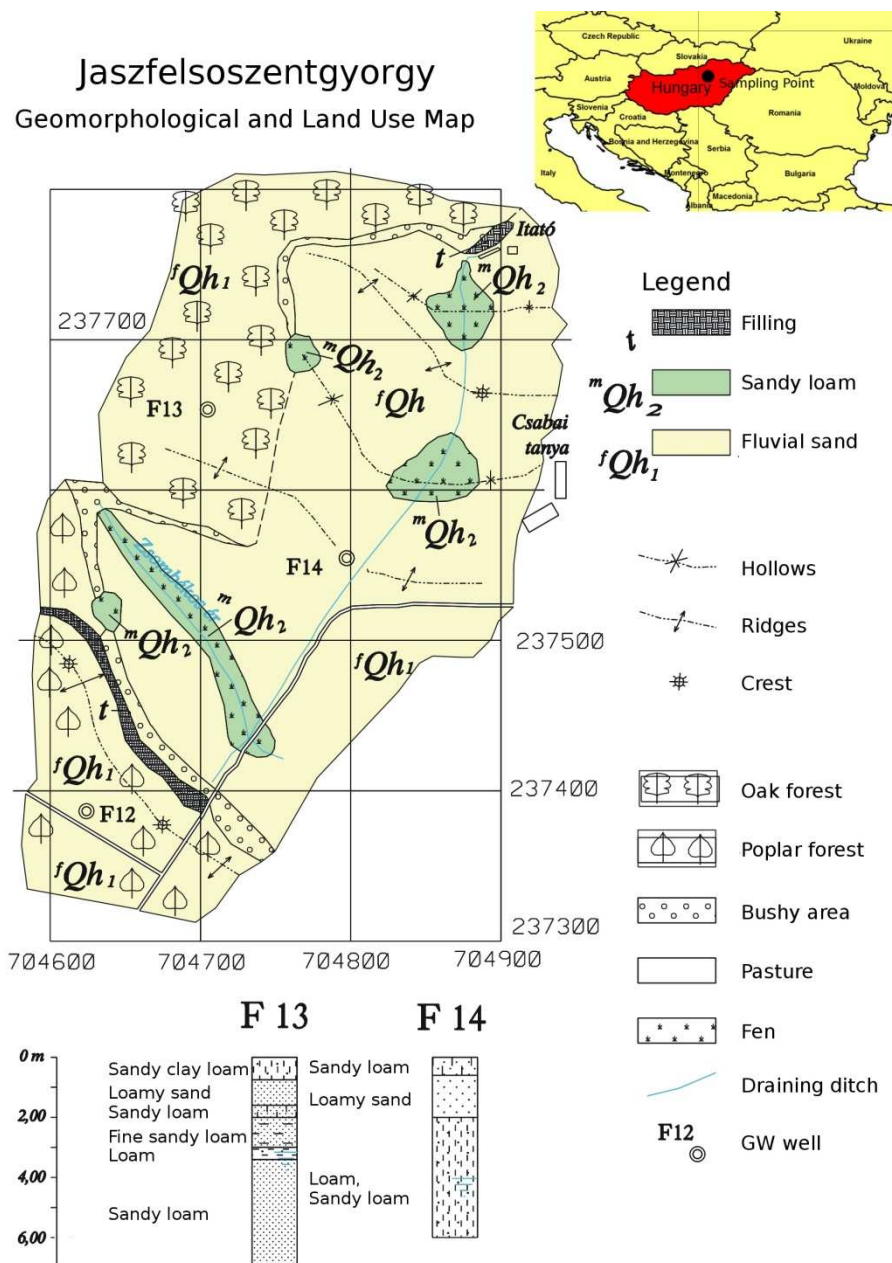 Jaszfelsoszentgyorgy
Geomorphological and Land Use Map
Czech Republic
Slovakia
Ukraine
Austria
Hungary
Sampling Point
Moldova
Slovenia
Croatia
Romania
Bosnia and Herzegovina
Serbia
Italy
Montenegro
Bulgaria
Macedonia
Albania
Itató
t
fQh1
mQh2
237700
mQh2
fQh
F13
Csabai
tanya
mQh2
F14
mQh2
mQh2
237500
fQh1
t
fQh1
237400
F12
fQh1
237300
704600
704700
704800
704900
Legend
t
Filling
mQh2
Sandy loam
fQh1
Fluvial sand
Hollows
Ridges
Crest
Oak forest
Poplar forest
Bushy area
Pasture
Fen
Draining ditch
F12
GW well
F 13
F 14
0 m
2,00
4,00
6,00
Sandy clay loam
Loamy sand
Sandy loam
Fine sandy loam
Loam
Sandy loam
Sandy loam
Loamy sand
Loam,
Sandy loam